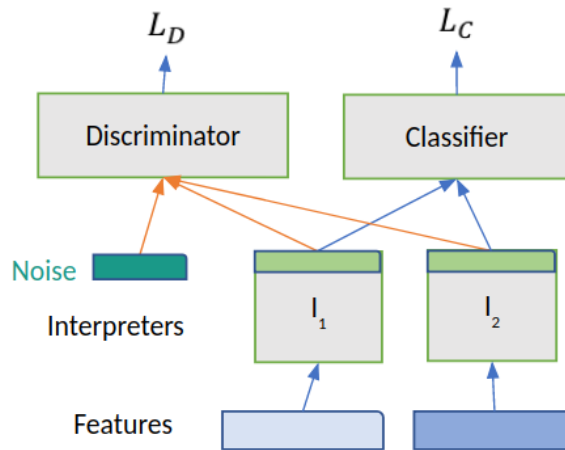 L_D L_C
Discriminator Classifier
Noise
Interpreters I_1 I_2
Features